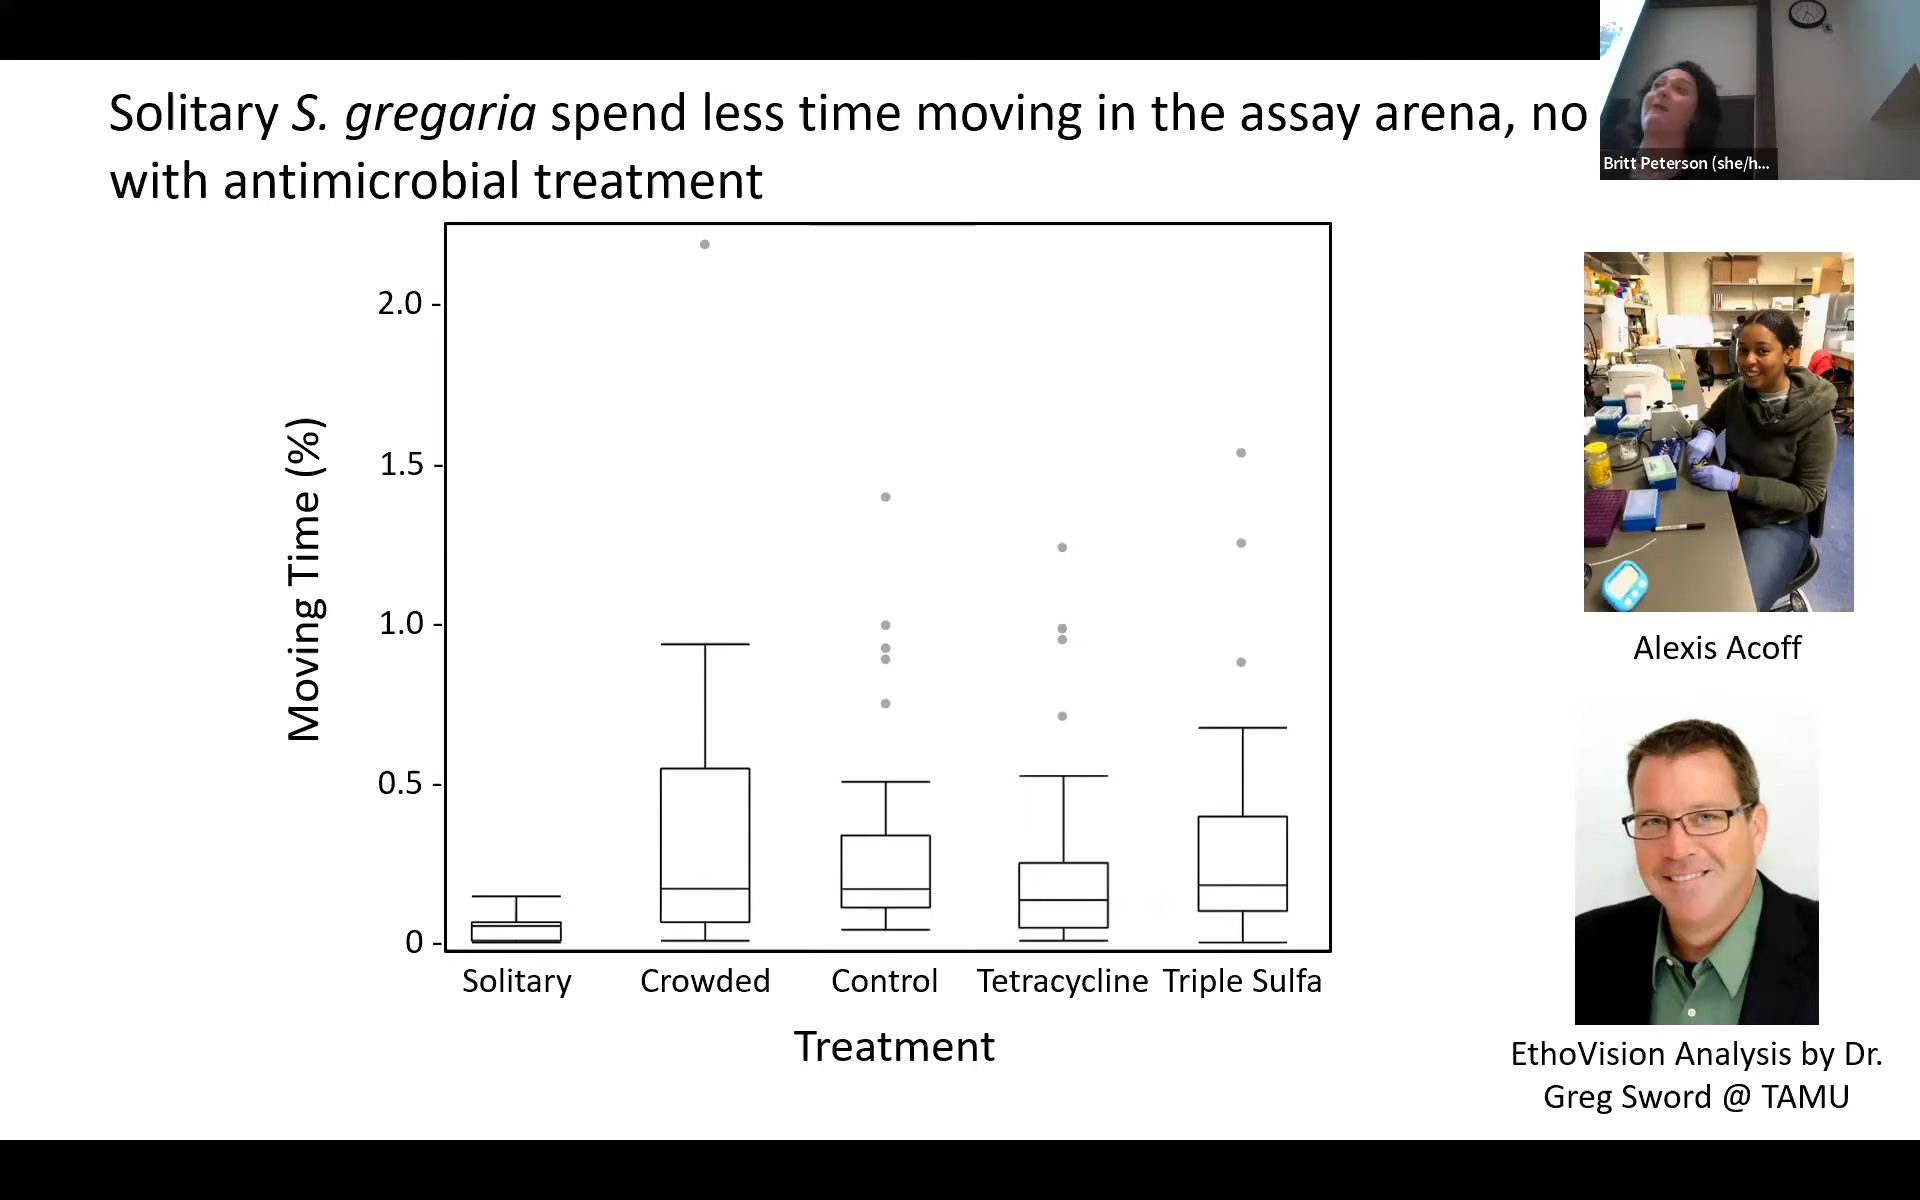 Solitary S. gregaria spend less time moving in the assay arena, no
with antimicrobial treatment
Britt Peterson (she/h...
Moving Time (%)
2.0
1.5
1.0
0.5
0
Solitary
Crowded
Control
Tetracycline
Triple Sulfa
Treatment
Alexis Acoff
EthoVision Analysis by Dr.
Greg Sword @ TAMU